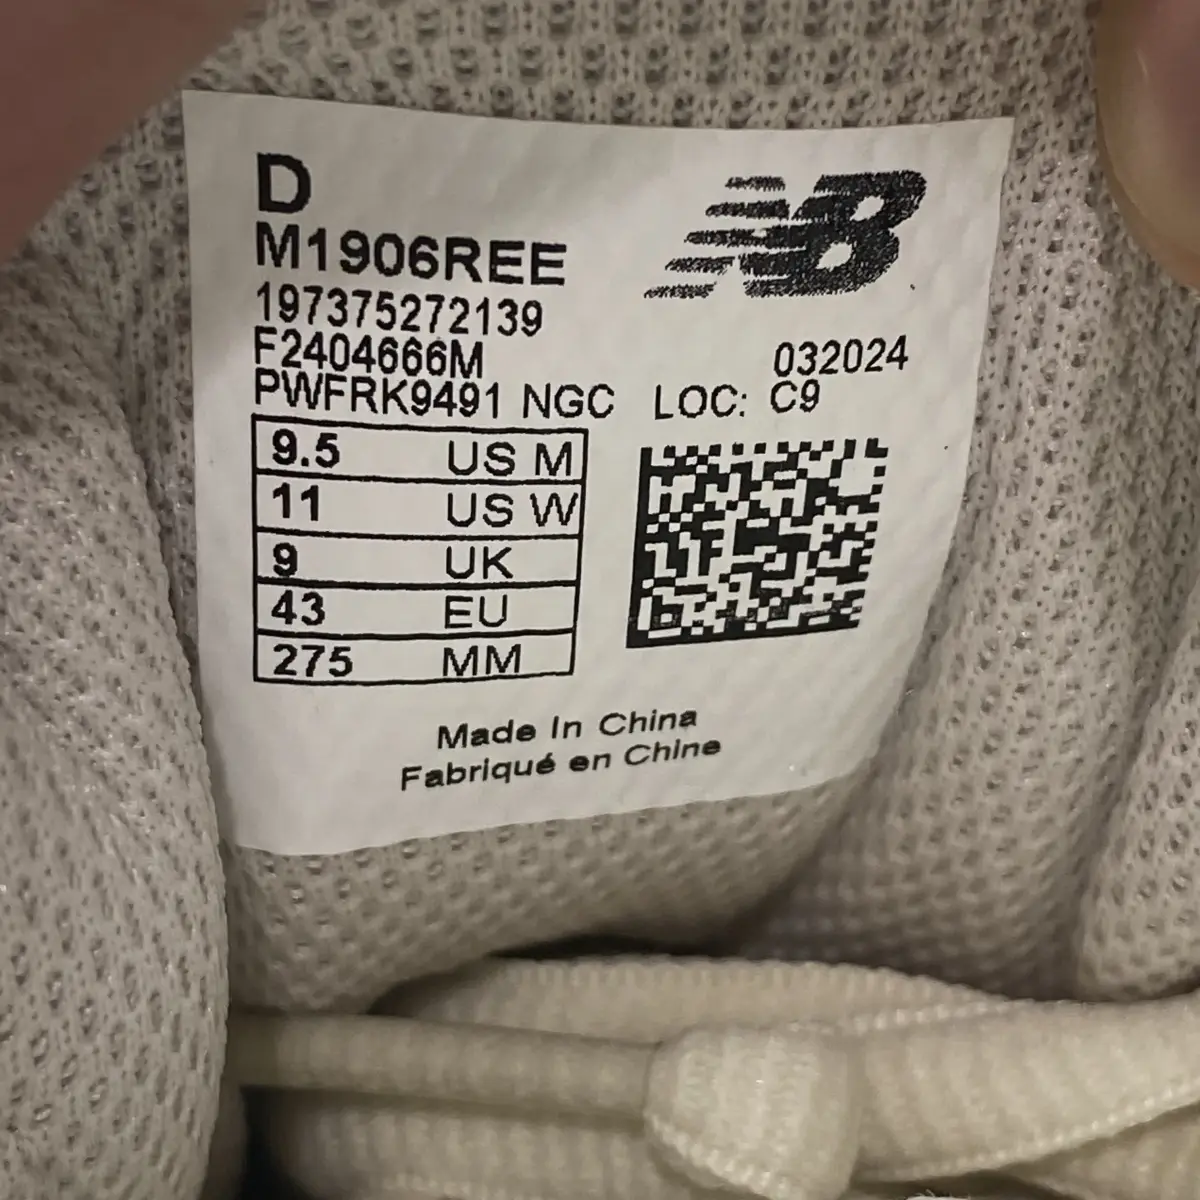 D
M1906REE
197375272139
F2404666M 032024
PWFRK9491 NGC LOC: C9
9.5 US M
11 US W
9 UK
43 EU
275 MM
Made In China
Fabriqué en Chine
NB